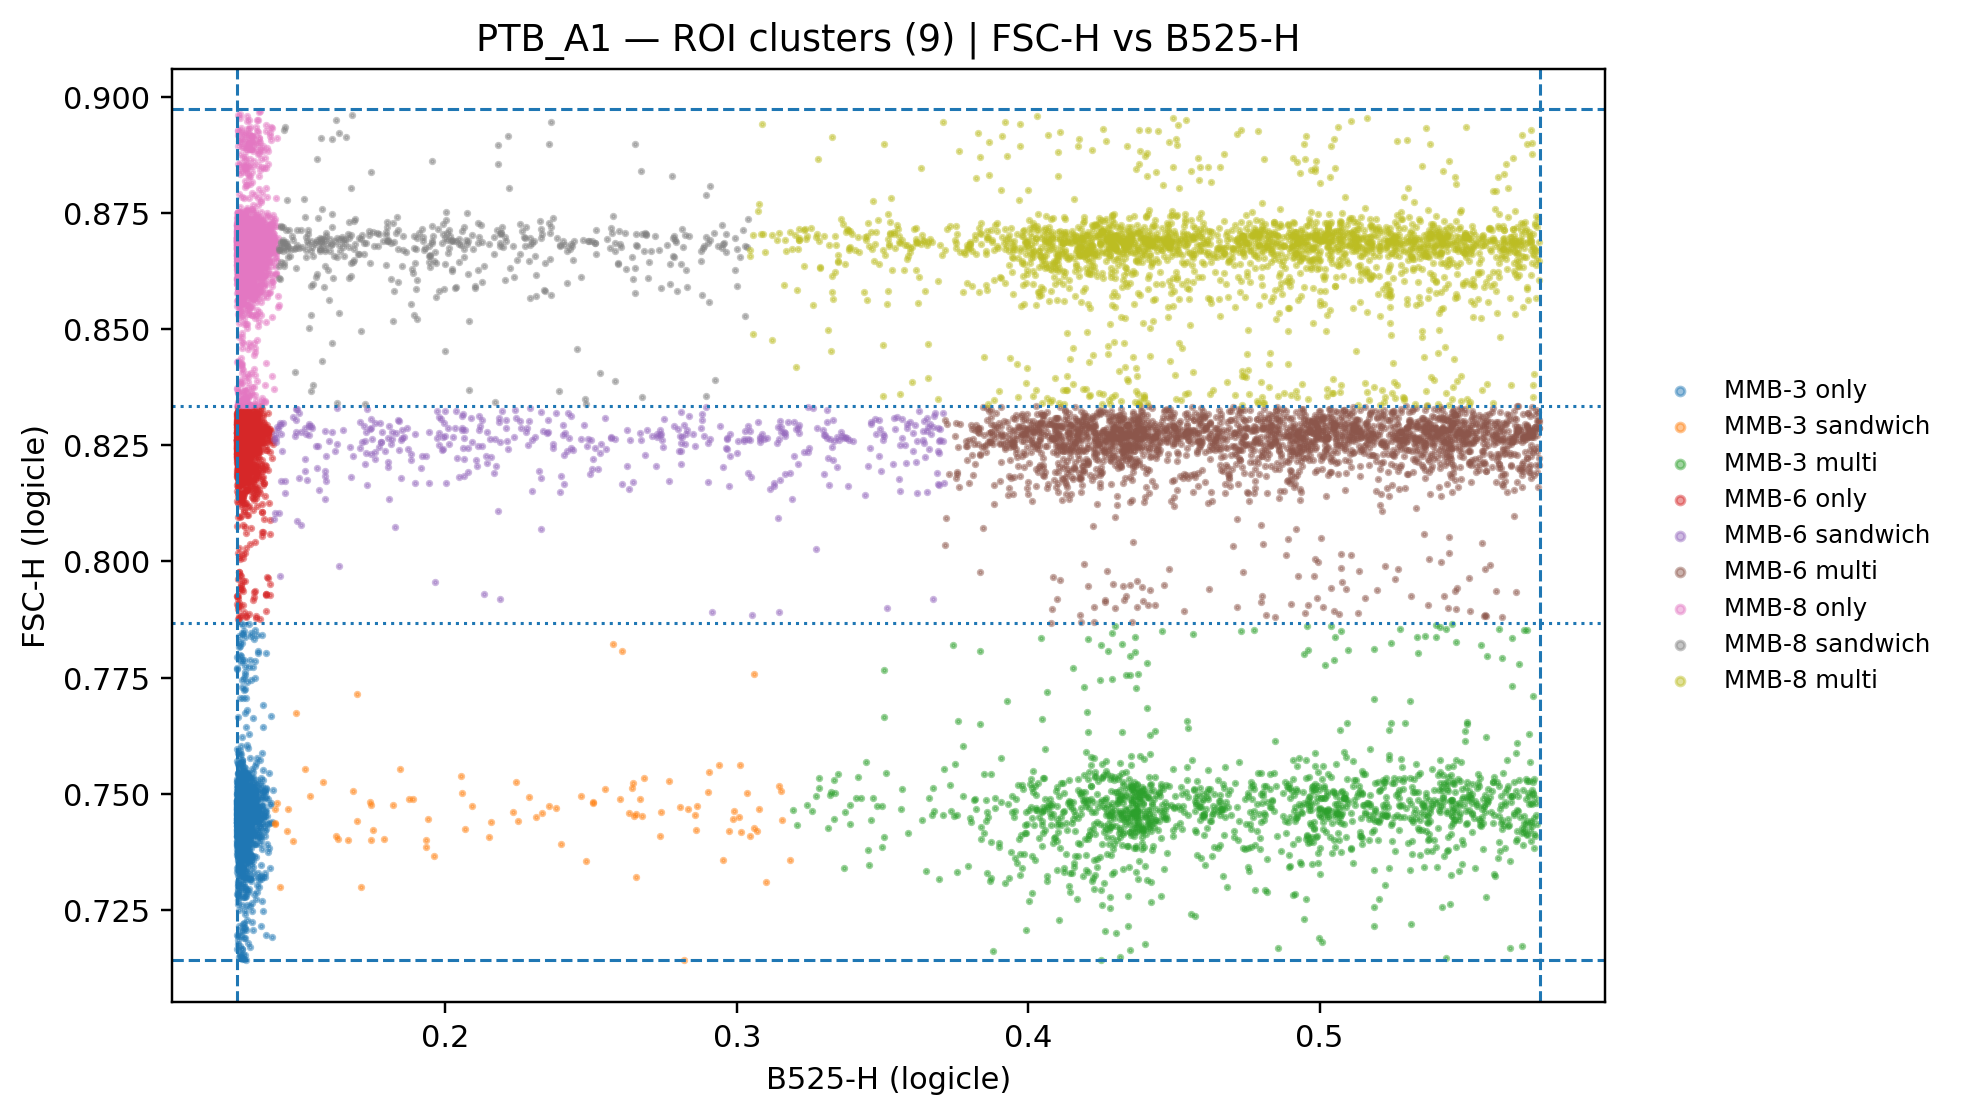 PTB_A1 — ROI clusters (9) | FSC-H vs B525-H
0.900
0.875
0.850
0.825
0.800
0.775
0.750
0.725
FSC-H (logicle)
0.2
0.3
0.4
0.5
B525-H (logicle)
MMB-3 only
MMB-3 sandwich
MMB-3 multi
MMB-6 only
MMB-6 sandwich
MMB-6 multi
MMB-8 only
MMB-8 sandwich
MMB-8 multi